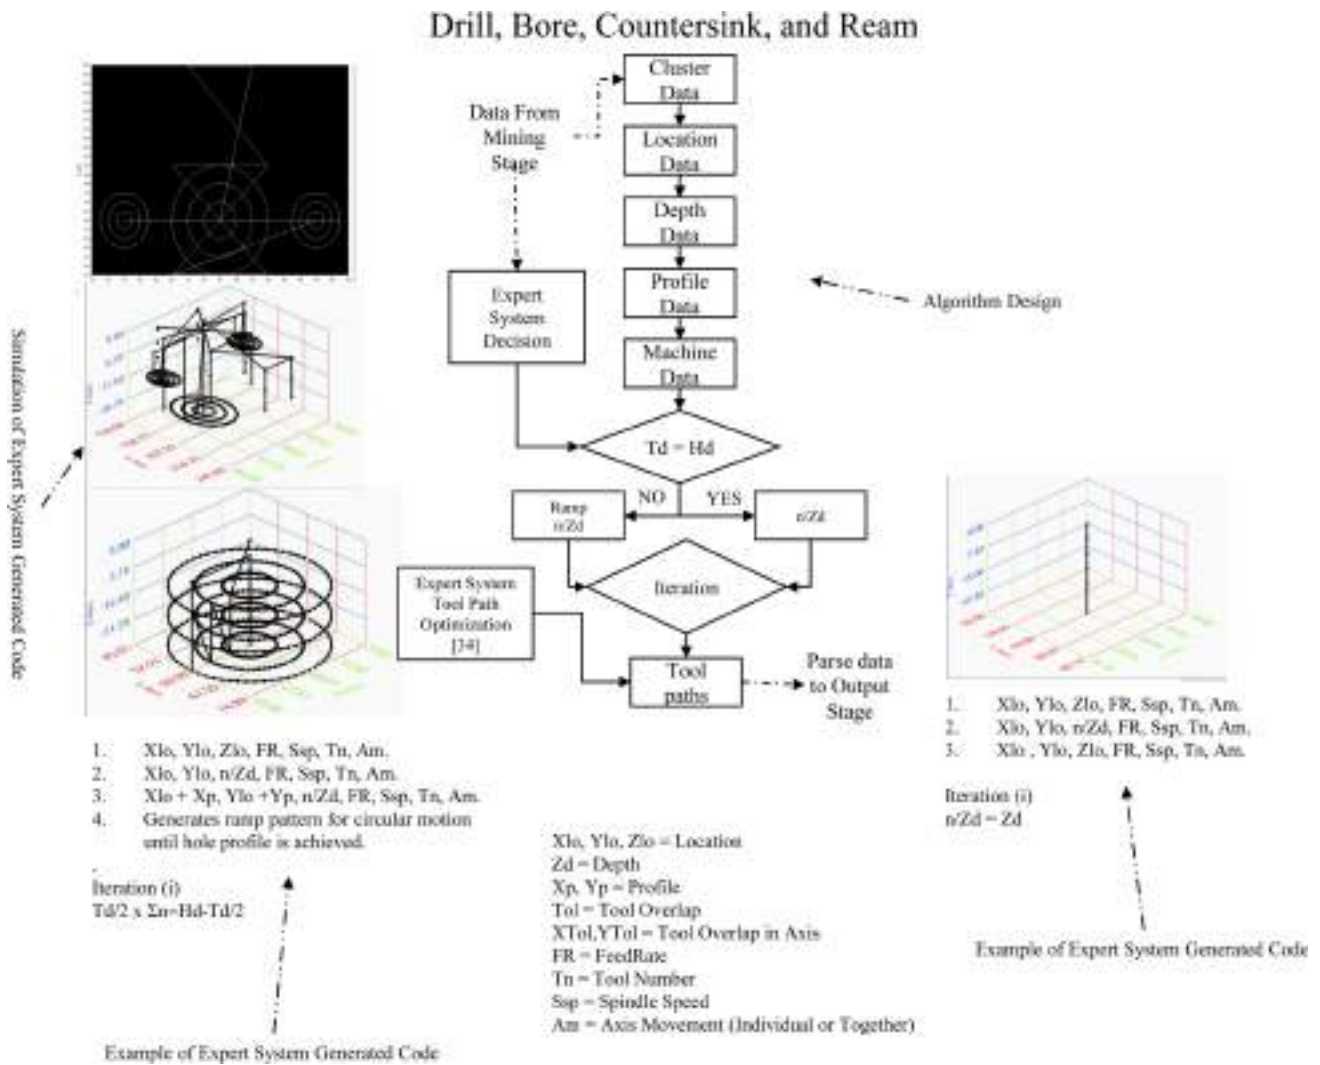 Drill, Bore, Countersink, and Ream
Cluster
Data
Data From
Mining
Stage
Location
Data
Depth
Data
Expert
System
Decision
Profile
Data
Algorithm Design
Machine
Data
Td = Hd
NO
YES
Ramp
n/Zd
n/Zd
Iteration
Expert System
Tool Path
Optimization
[34]
Tool
paths
Parse data
to Output
Stage
Simulation of Expert System Generated Code
1. Xlo, Ylo, Zlo, FR, Ssp, Tn, Am.
2. Xlo, Ylo, n/Zd, FR, Ssp, Tn, Am.
3. Xlo + Xp, Ylo +Yp, n/Zd, FR, Ssp, Tn, Am.
4. Generates ramp pattern for circular motion
until hole profile is achieved.
Iteration (i)
Td/2 x Σn=Hd-Td/2
Example of Expert System Generated Code
Xlo, Ylo, Zlo = Location
Zd = Depth
Xp, Yp = Profile
Tol = Tool Overlap
XTol,YTol = Tool Overlap in Axis
FR = FeedRate
Tn = Tool Number
Ssp = Spindle Speed
Am = Axis Movement (Individual or Together)
1. Xlo, Ylo, Zlo, FR, Ssp, Tn, Am.
2. Xlo, Ylo, n/Zd, FR, Ssp, Tn, Am.
3. Xlo , Ylo, Zlo, FR, Ssp, Tn, Am.
Iteration (i)
n/Zd = Zd
Example of Expert System Generated Code